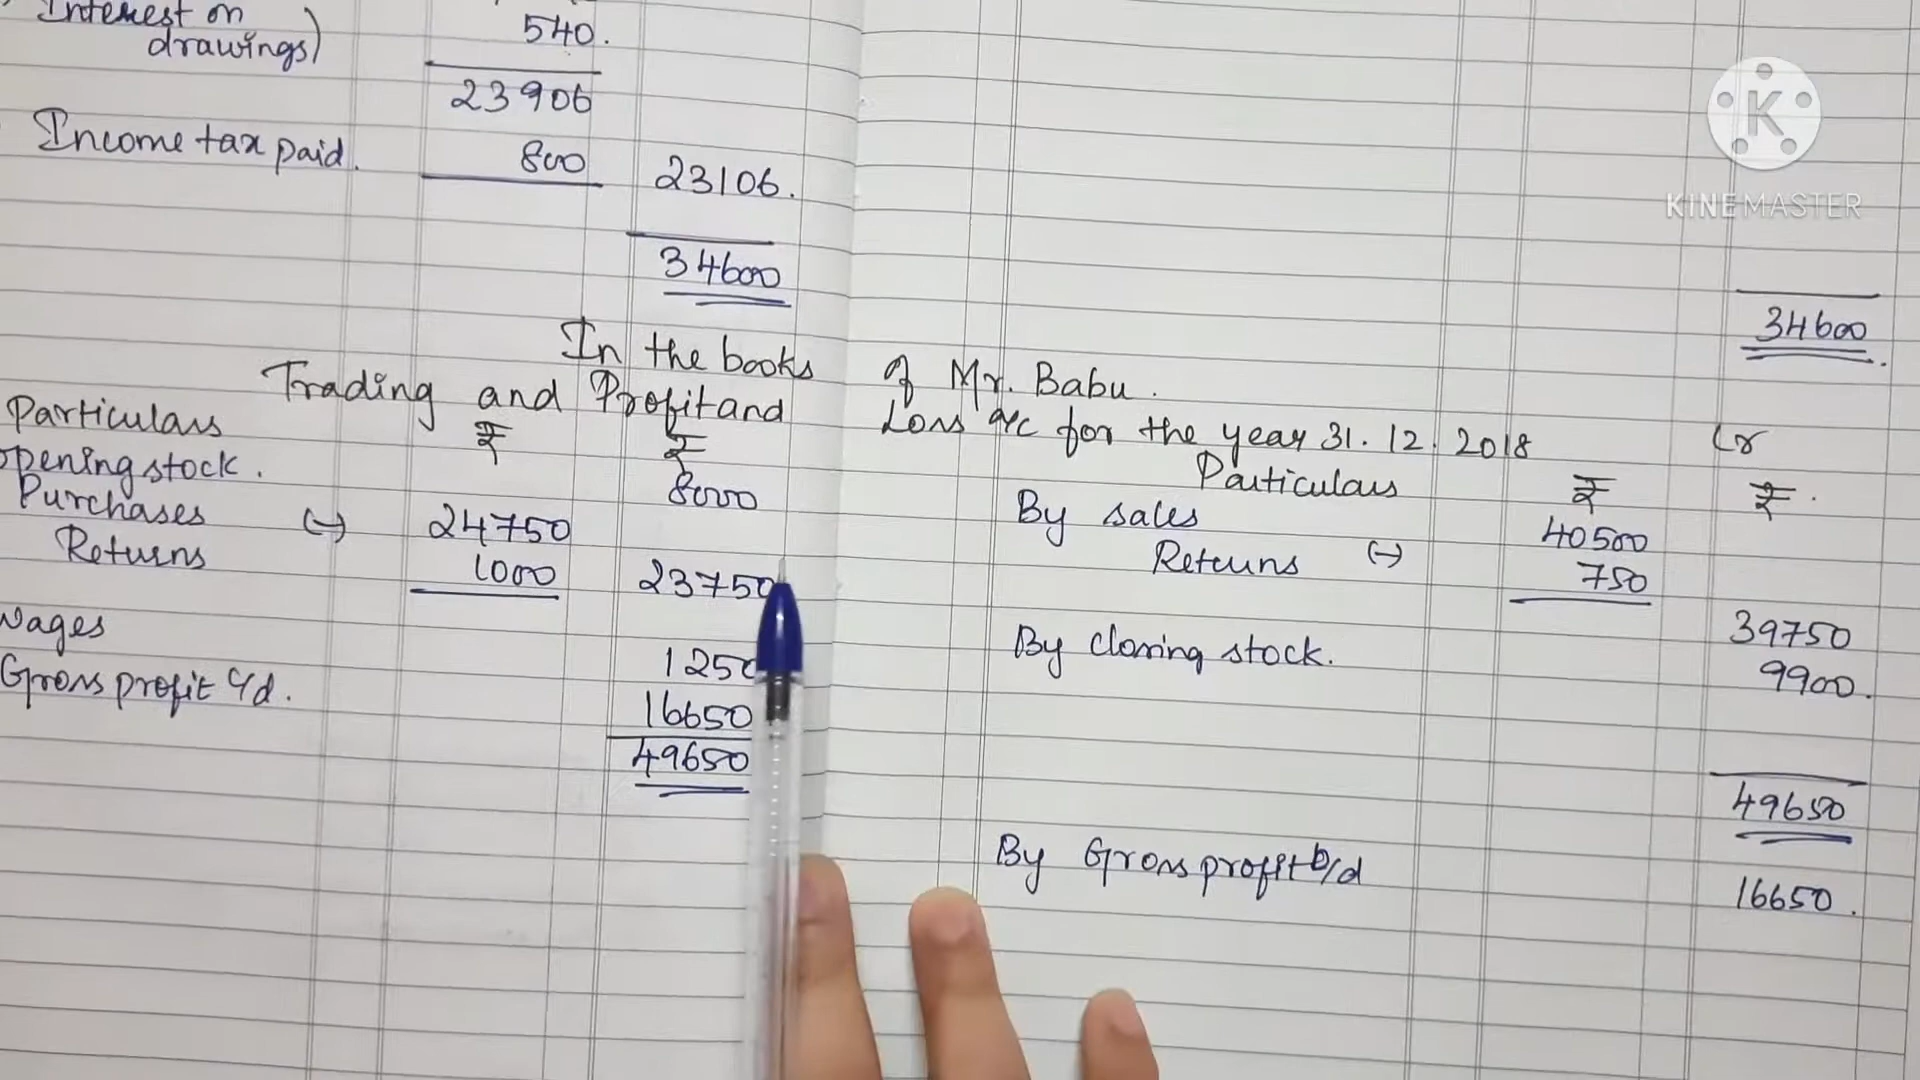 Interest on
drawings)
540.
23906
Income tax paid.
800
23106.
34600
34600
K
KINEMASTER
In the books of Mr. Babu.
Trading and Profit and Loss a/c for the year 31.12.2018
Cr
Particulars ₹ ₹
Particulars ₹ ₹.
opening stock. 8000
By sales 40500
Purchases 24750
Returns (-) 750
(-)
Returns 1000 23750
39750
Wages 1250
By closing stock. 9900.
Gross profit c/d. 16650
49650
49650
By Gross profit b/d 16650.